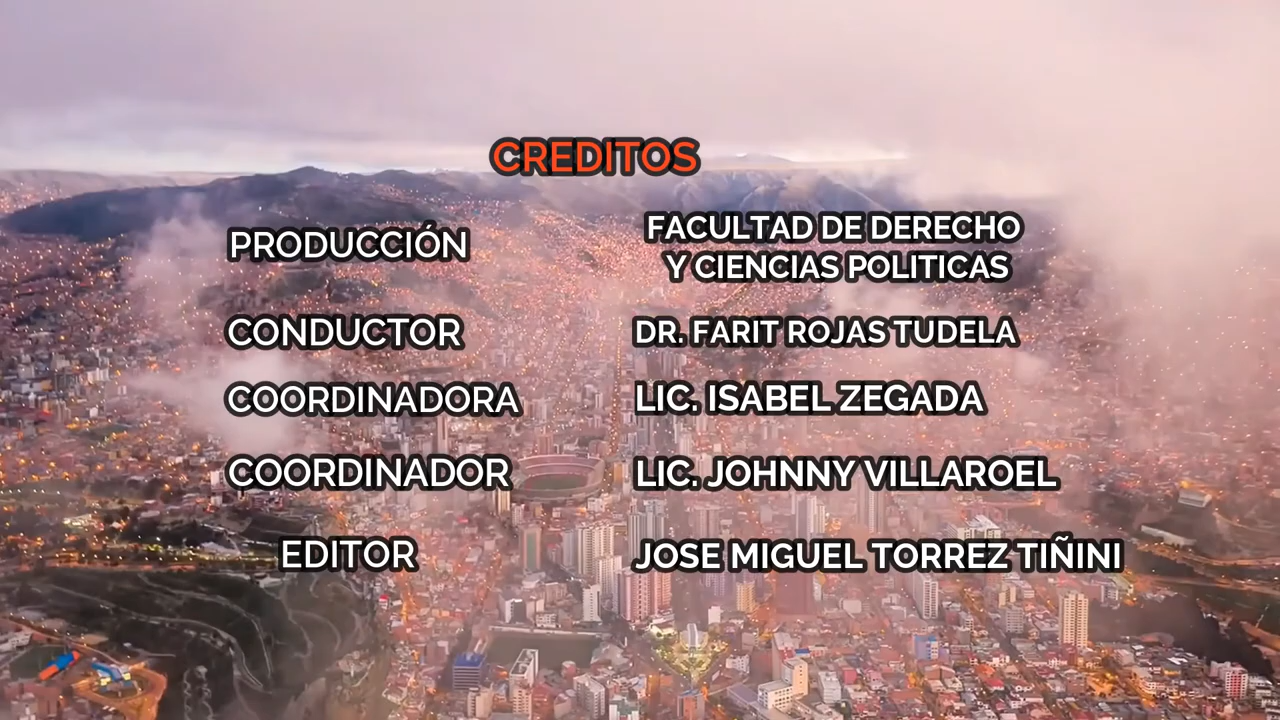 CREDITOS
PRODUCCIÓN
FACULTAD DE DERECHO
Y CIENCIAS POLITICAS
CONDUCTOR
DR. FARIT ROJAS TUDELA
COORDINADORA
LIC. ISABEL ZEGADA
COORDINADOR
LIC. JOHNNY VILLAROEL
EDITOR
JOSE MIGUEL TORREZ TIÑINI